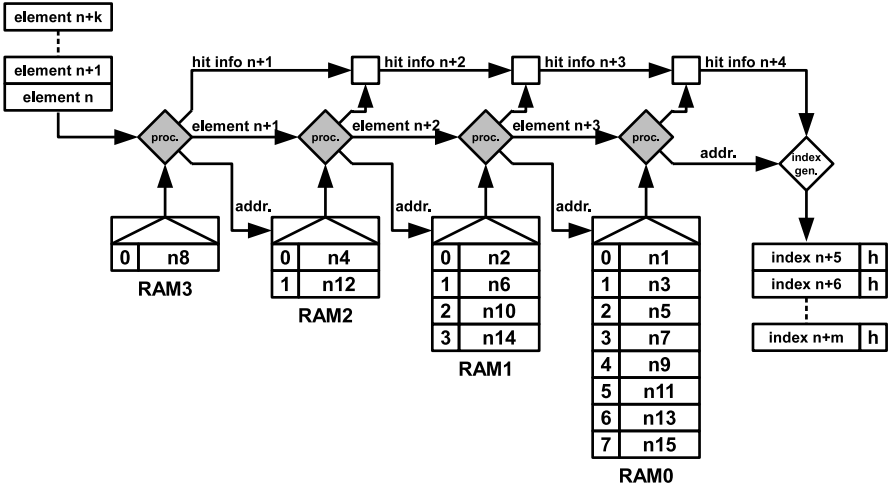 element n+k
element n+1
element n
hit info n+1
hit info n+2
hit info n+3
hit info n+4
proc.
element n+1
proc.
element n+2
proc.
element n+3
proc.
addr.
index gen.
addr.
addr.
addr.
0 n8
RAM3
0 n4
1 n12
RAM2
0 n2
1 n6
2 n10
3 n14
RAM1
0 n1
1 n3
2 n5
3 n7
4 n9
5 n11
6 n13
7 n15
RAM0
index n+5 h
index n+6 h
index n+m h